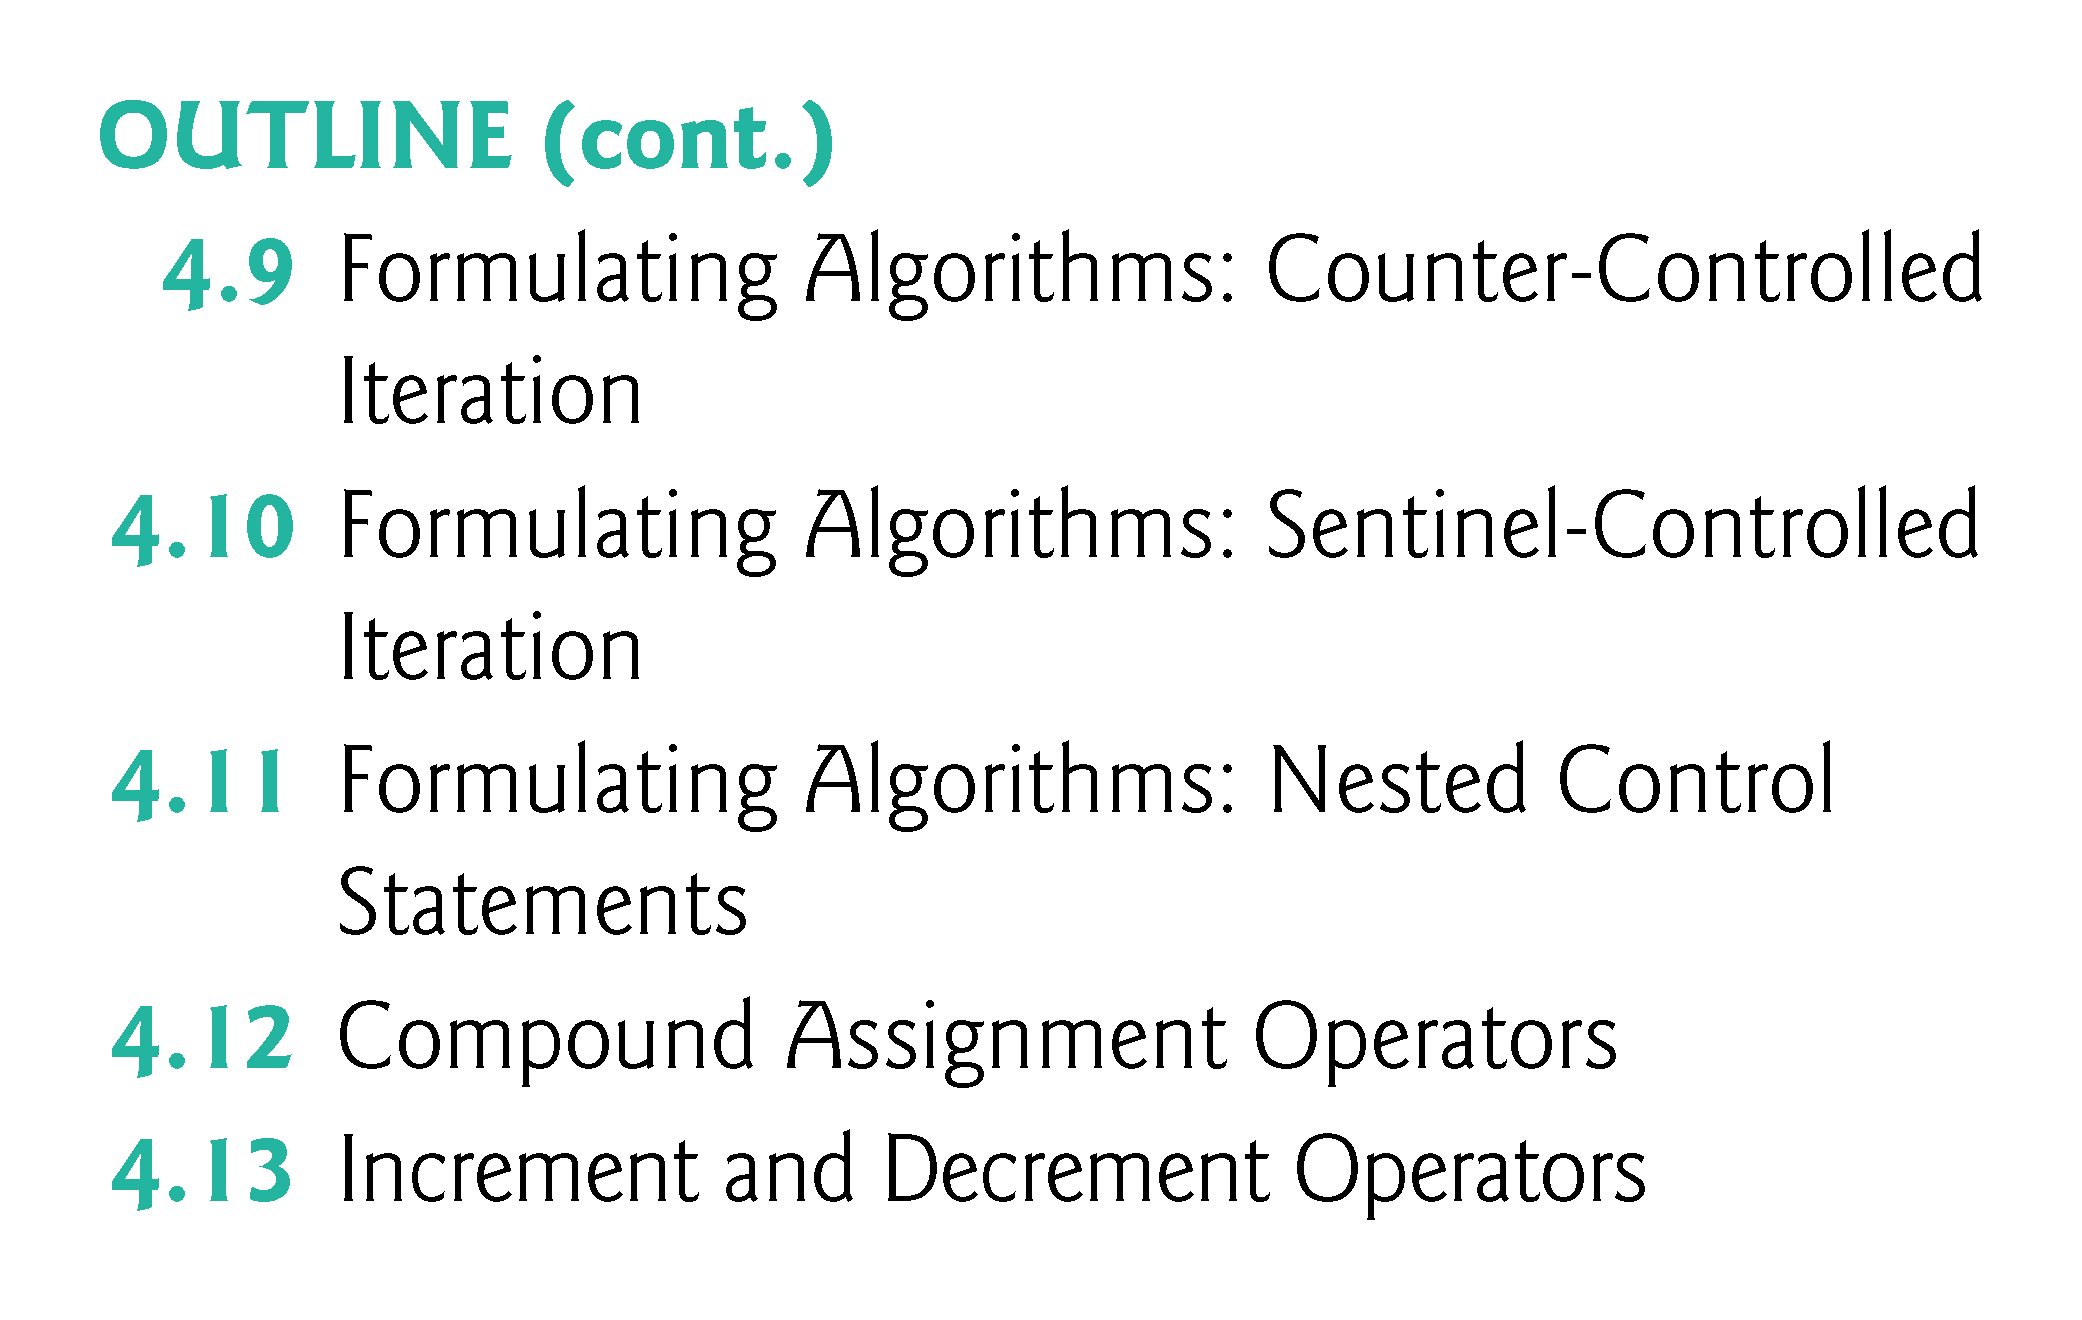 OUTLINE (cont.)
4.9 Formulating Algorithms: Counter-Controlled
Iteration
4.10 Formulating Algorithms: Sentinel-Controlled
Iteration
4.11 Formulating Algorithms: Nested Control
Statements
4.12 Compound Assignment Operators
4.13 Increment and Decrement Operators